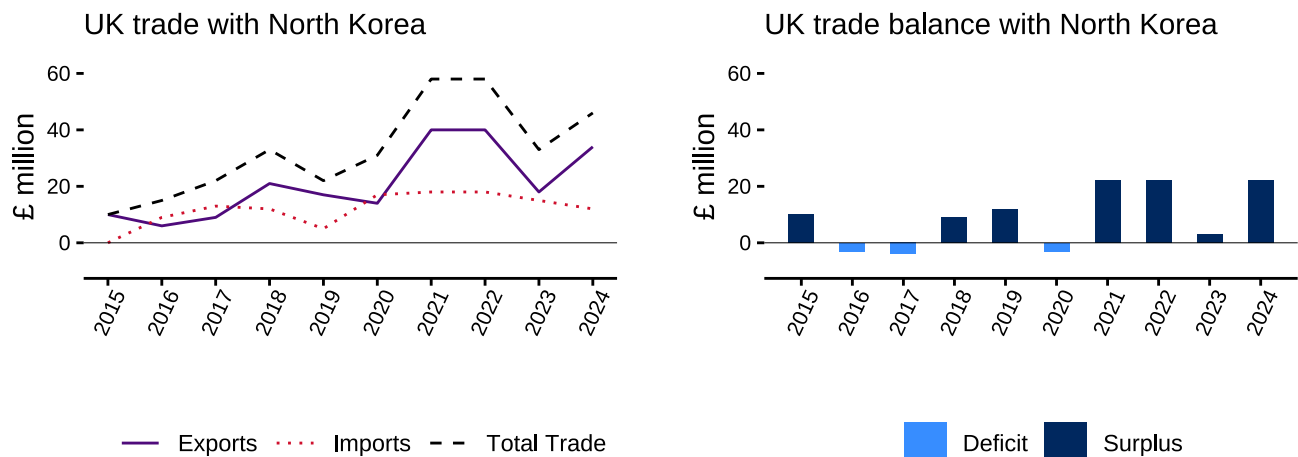 UK trade with North Korea
£ million
60
40
20
0
2015 2016 2017 2018 2019 2020 2021 2022 2023 2024
Exports Imports Total Trade
UK trade balance with North Korea
£ million
60
40
20
0
2015 2016 2017 2018 2019 2020 2021 2022 2023 2024
Deficit Surplus